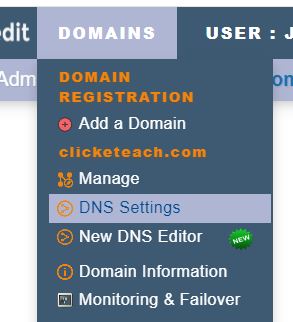 edit
DOMAINS
USER : J
Adm
DOMAIN
REGISTRATION
Add a Domain
clicketeach.com
Manage
DNS Settings
New DNS Editor NEW
Domain Information
Monitoring & Failover